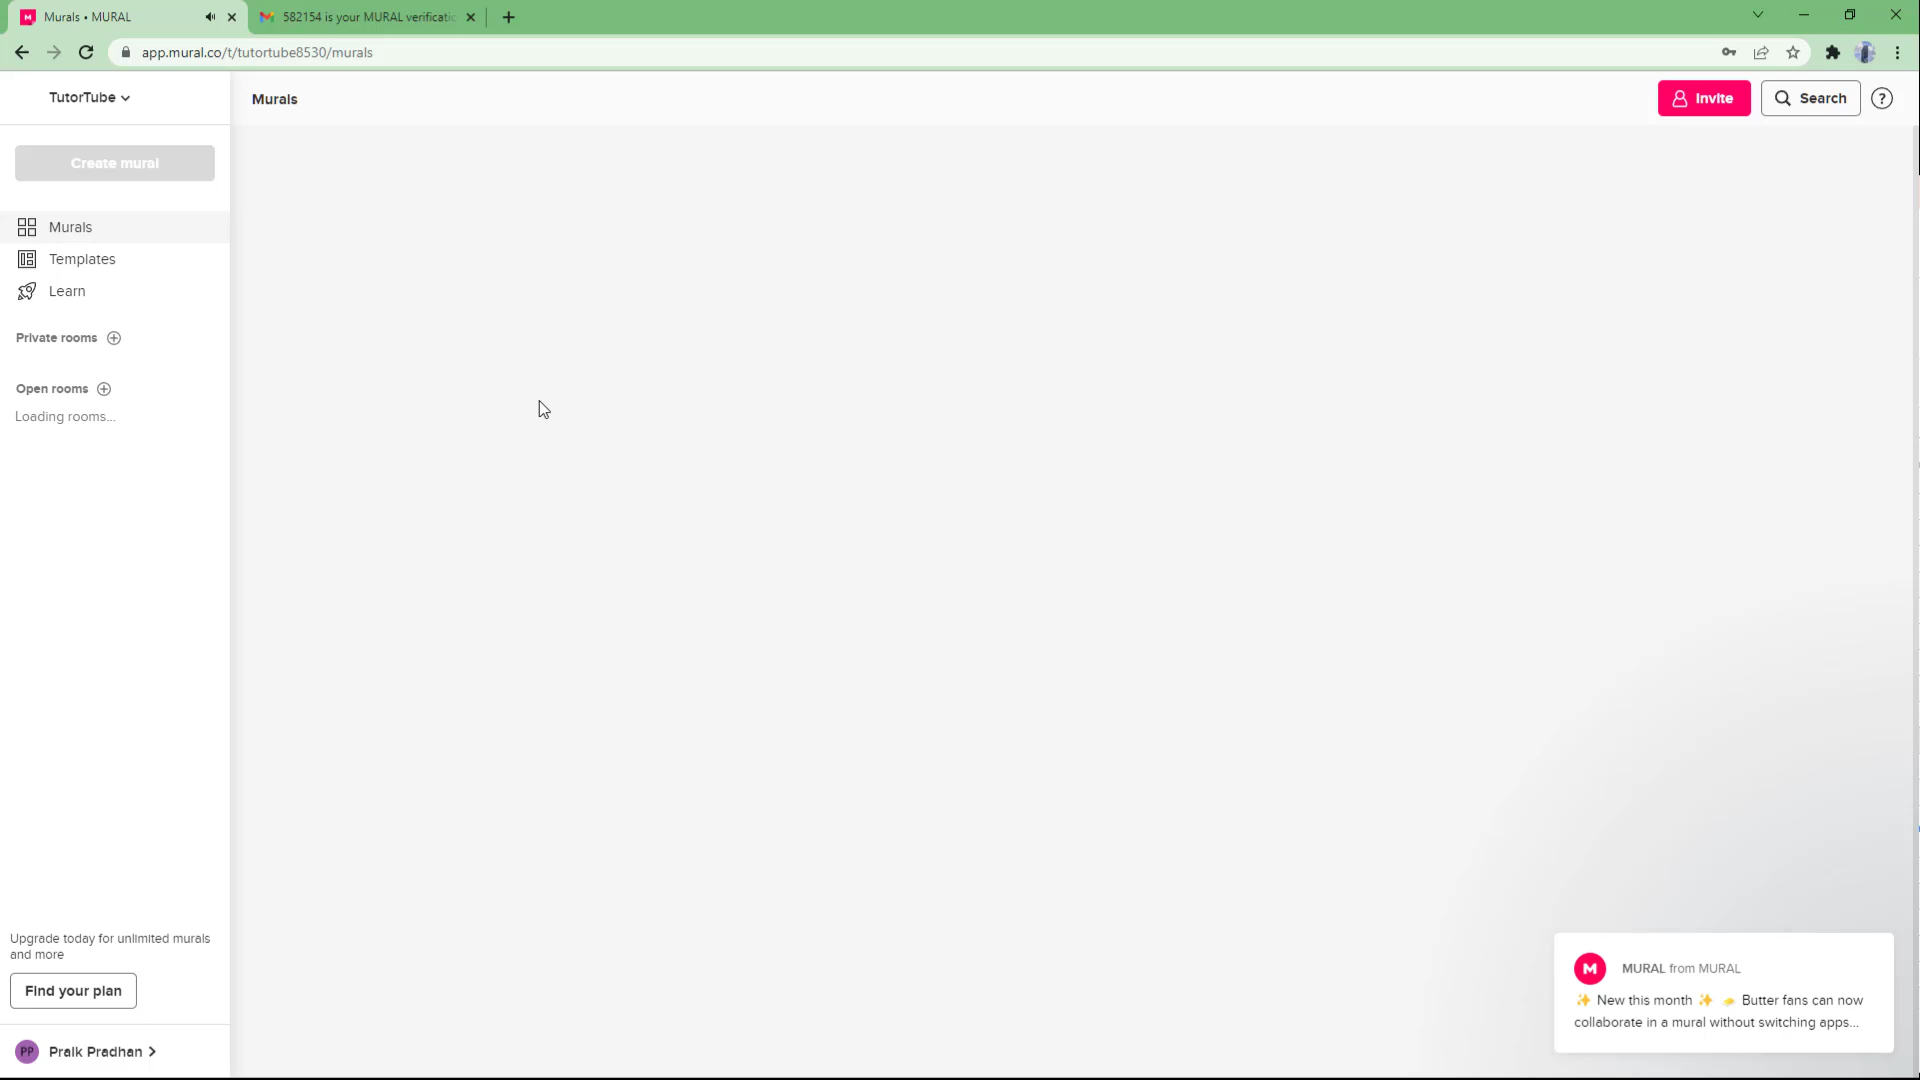 Murals • MURAL
582154 is your MURAL verificatic
app.mural.co/t/tutortube8530/murals
TutorTube
Murals
Invite
Search
?
Create mural
Murals
Templates
Learn
Private rooms
Open rooms
Loading rooms...
Upgrade today for unlimited murals
and more
Find your plan
PP
Praik Pradhan
M
MURAL from MURAL
✨ New this month ✨ 🧈 Butter fans can now
collaborate in a mural without switching apps...